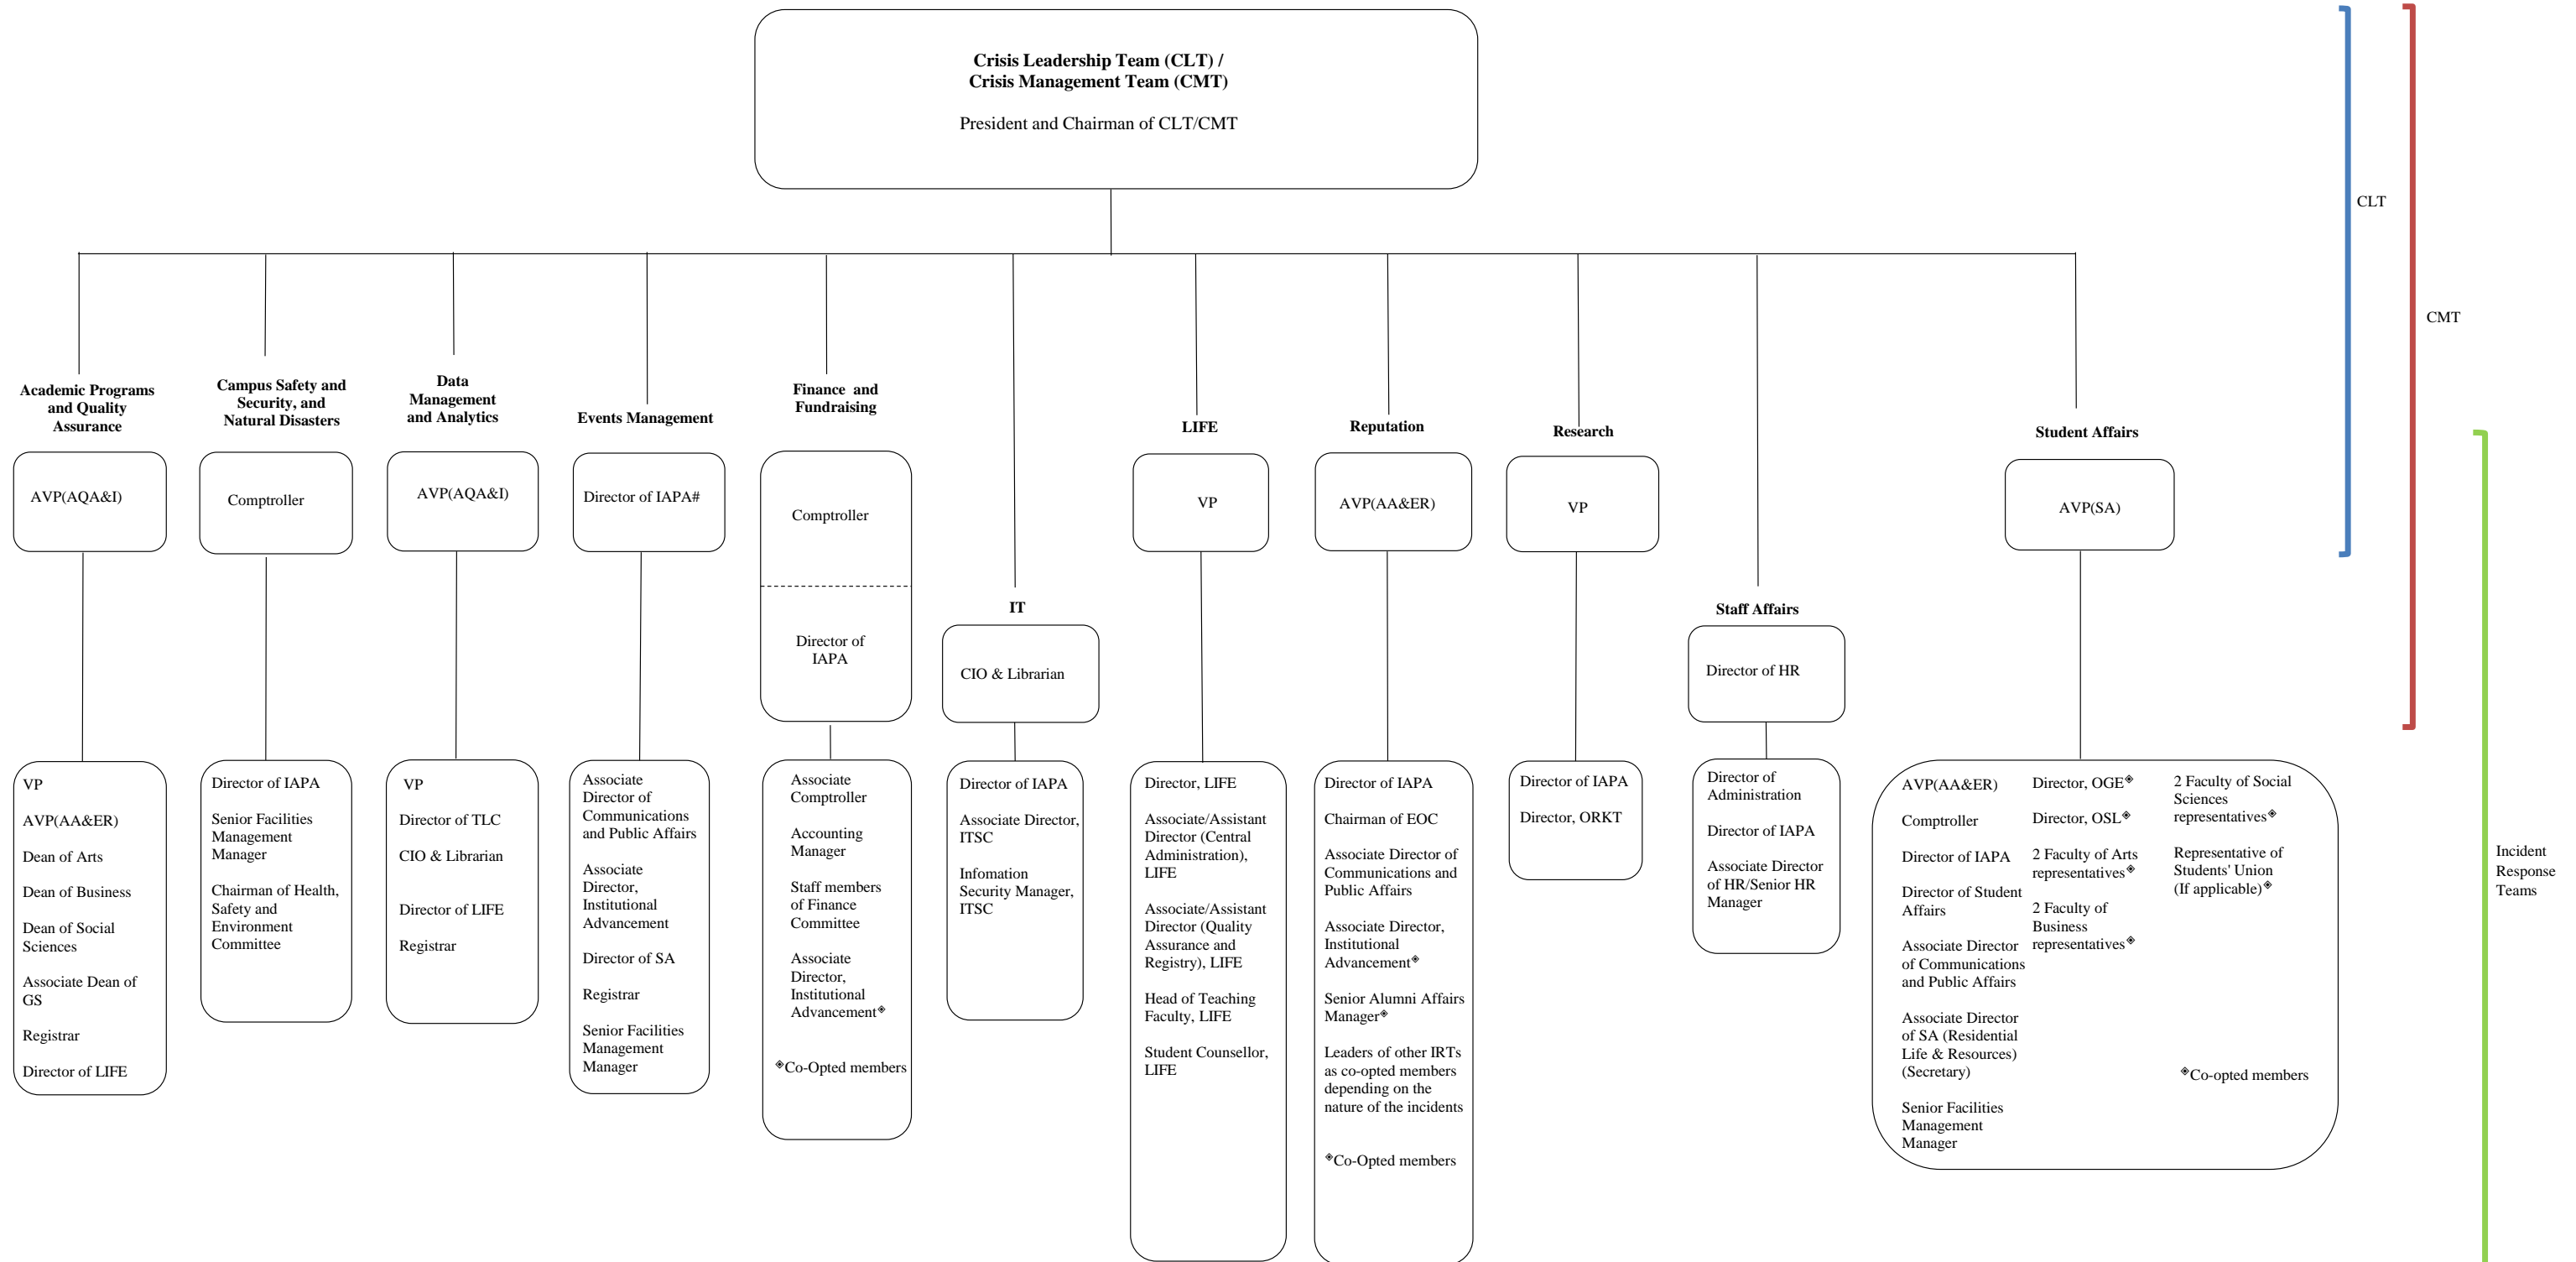 Crisis Leadership Team (CLT) /
Crisis Management Team (CMT)
President and Chairman of CLT/CMT
CLT
CMT
Incident
Response
Teams
Academic Programs
and Quality
Assurance
AVP(AQA&I)
VP
AVP(AA&ER)
Dean of Arts
Dean of Business
Dean of Social
Sciences
Associate Dean of
GS
Registrar
Director of LIFE
Campus Safety and
Security, and
Natural Disasters
Comptroller
Director of IAPA
Senior Facilities
Management
Manager
Chairman of Health,
Safety and
Environment
Committee
Data
Management
and Analytics
AVP(AQA&I)
VP
Director of TLC
CIO & Librarian
Director of LIFE
Registrar
Events Management
Director of IAPA#
Associate
Director of
Communications
and Public Affairs
Associate
Director,
Institutional
Advancement
Director of SA
Registrar
Senior Facilities
Management
Manager
Finance and
Fundraising
Comptroller
Director of
IAPA
Associate
Comptroller
Accounting
Manager
Staff members
of Finance
Committee
Associate
Director,
Institutional
Advancement◈
◈Co-Opted members
IT
CIO & Librarian
Director of IAPA
Associate Director,
ITSC
Infomation
Security Manager,
ITSC
LIFE
VP
Director, LIFE
Associate/Assistant
Director (Central
Administration),
LIFE
Associate/Assistant
Director (Quality
Assurance and
Registry), LIFE
Head of Teaching
Faculty, LIFE
Student Counsellor,
LIFE
Reputation
AVP(AA&ER)
Director of IAPA
Chairman of EOC
Associate Director of
Communications and
Public Affairs
Associate Director,
Institutional
Advancement◈
Senior Alumni Affairs
Manager◈
Leaders of other IRTs
as co-opted members
depending on the
nature of the incidents
◈Co-Opted members
Research
VP
Director of IAPA
Director, ORKT
Staff Affairs
Director of HR
Director of
Administration
Director of IAPA
Associate Director
of HR/Senior HR
Manager
Student Affairs
AVP(SA)
AVP(AA&ER)
Comptroller
Director of IAPA
Director of Student
Affairs
Associate Director
of Communications
and Public Affairs
Associate Director
of SA (Residential
Life & Resources)
(Secretary)
Senior Facilities
Management
Manager
Director, OGE◈
Director, OSL◈
2 Faculty of Arts
representatives◈
2 Faculty of
Business
representatives◈
2 Faculty of Social
Sciences
representatives◈
Representative of
Students' Union
(If applicable)◈
◈Co-opted members